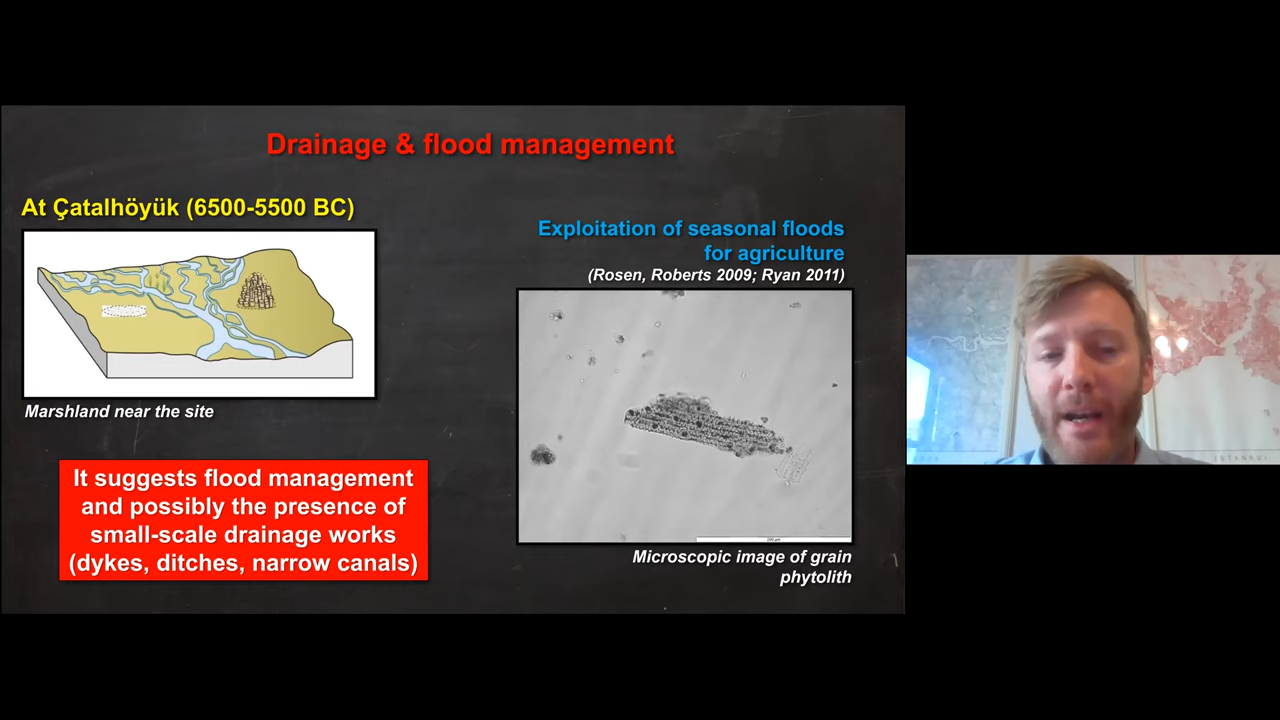 Drainage & flood management
At Çatalhöyük (6500-5500 BC)
Marshland near the site
It suggests flood management
and possibly the presence of
small-scale drainage works
(dykes, ditches, narrow canals)
Exploitation of seasonal floods
for agriculture
(Rosen, Roberts 2009; Ryan 2011)
Microscopic image of grain
phytolith
ISTANBUL